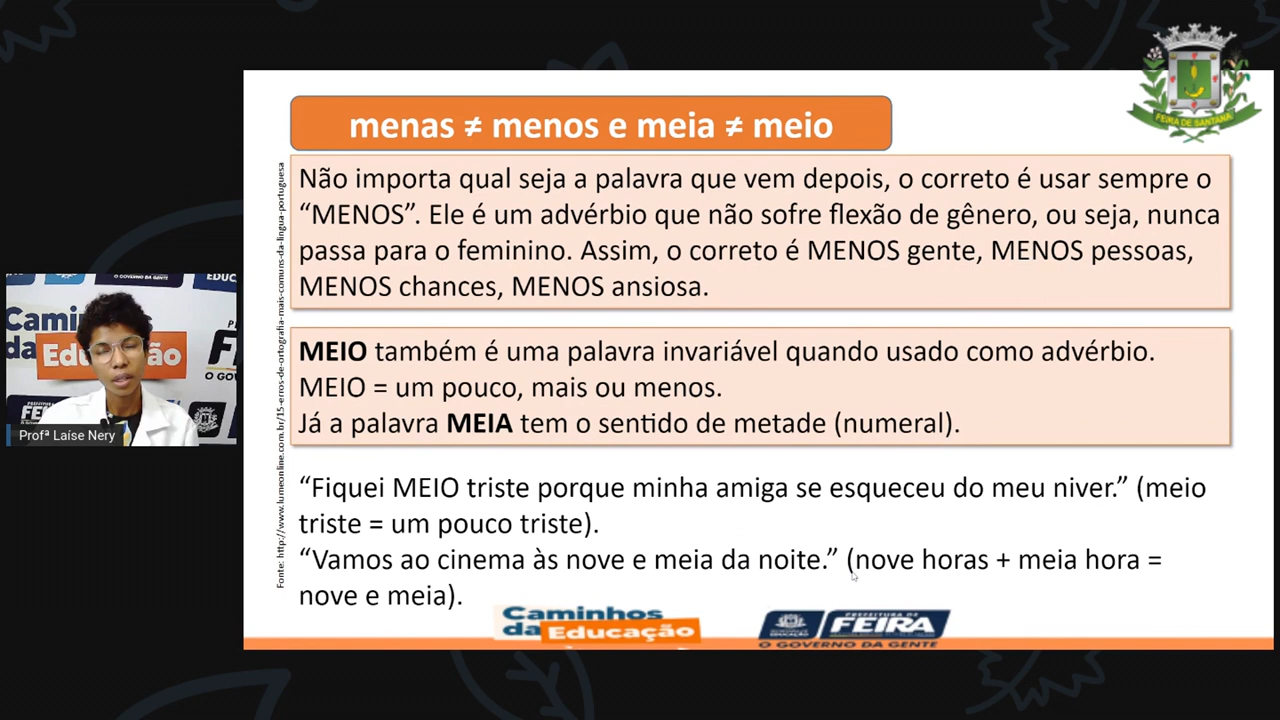 FEIRA DE SANTANA
menas ≠ menos e meia ≠ meio
Não importa qual seja a palavra que vem depois, o correto é usar sempre o
“MENOS”. Ele é um advérbio que não sofre flexão de gênero, ou seja, nunca
passa para o feminino. Assim, o correto é MENOS gente, MENOS pessoas,
MENOS chances, MENOS ansiosa.
MEIO também é uma palavra invariável quando usado como advérbio.
MEIO = um pouco, mais ou menos.
Já a palavra MEIA tem o sentido de metade (numeral).
“Fiquei MEIO triste porque minha amiga se esqueceu do meu niver.” (meio
triste = um pouco triste).
“Vamos ao cinema às nove e meia da noite.” (nove horas + meia hora =
nove e meia).
Fonte: http://www.lumeonline.com.br/15-erros-de-ortografia-mais-comuns-da-lingua-portuguesa
Profª Laíse Nery
Caminhos
da Educação
PREFEITURA DE
FEIRA
O GOVERNO DA GENTE